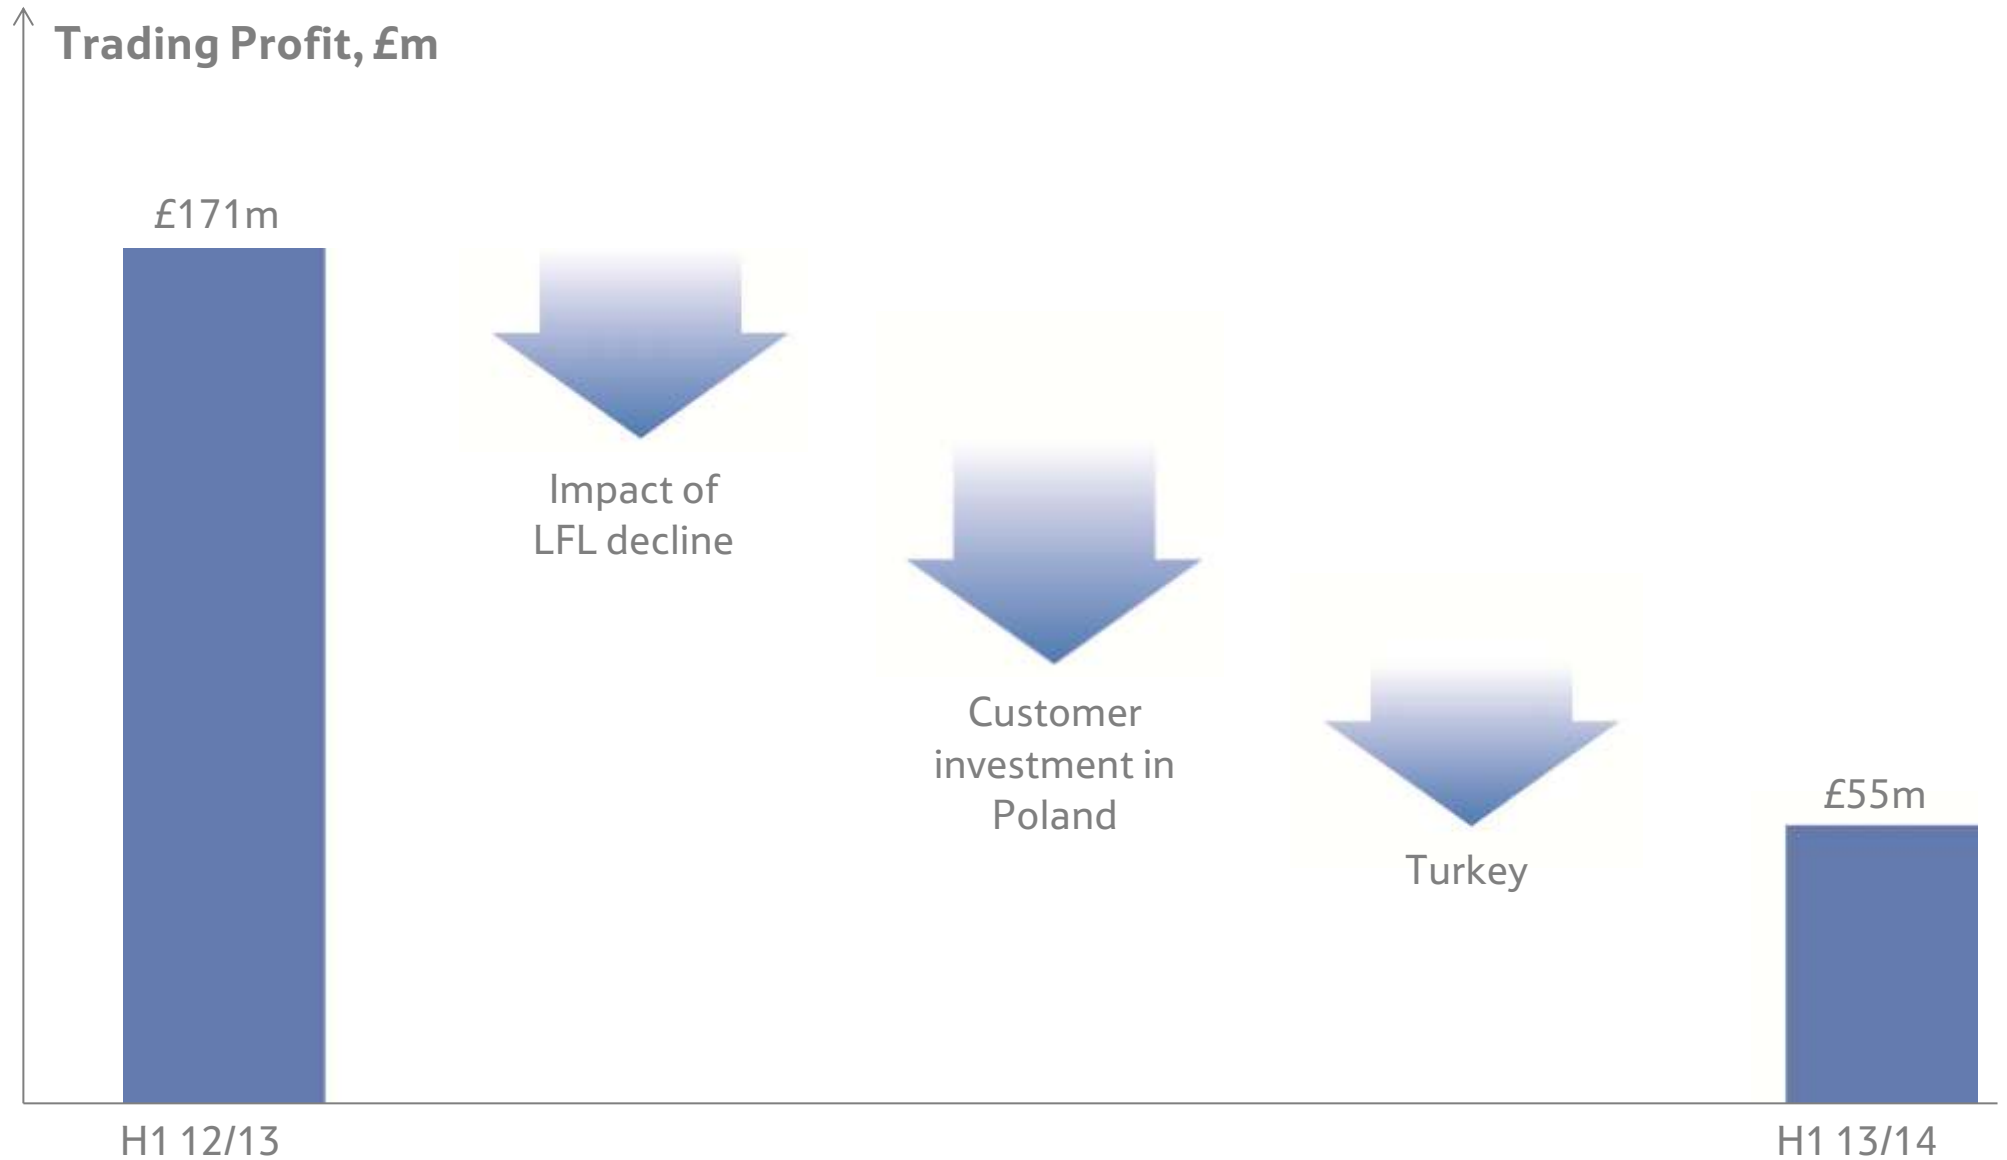 Trading Profit, £m
£171m
Impact of
LFL decline
Customer
investment in
Poland
Turkey
£55m
H1 12/13
H1 13/14